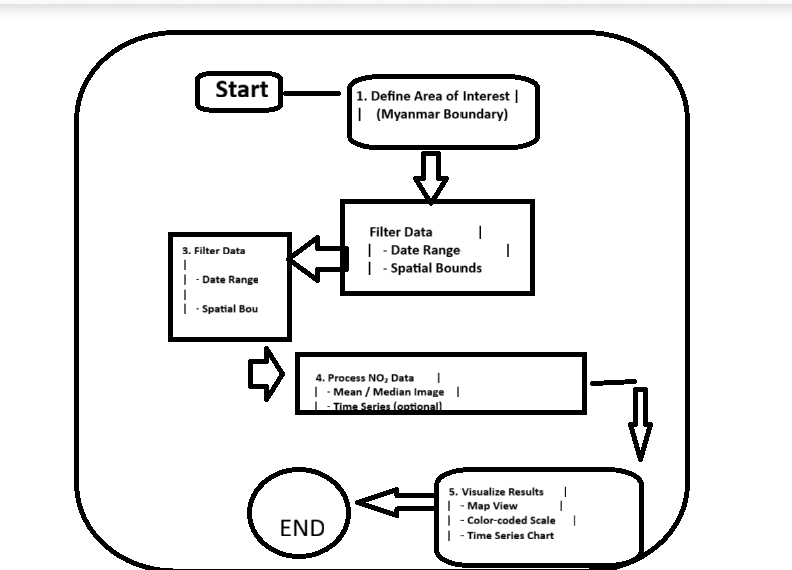 Start
1. Define Area of Interest |
| (Myanmar Boundary)
Filter Data |
| - Date Range |
| - Spatial Bounds
3. Filter Data
|
| - Date Range
|
| - Spatial Bou
4. Process NO₂ Data |
| - Mean / Median Image |
| - Time Series (optional)
5. Visualize Results |
| - Map View |
| - Color-coded Scale |
| - Time Series Chart
END